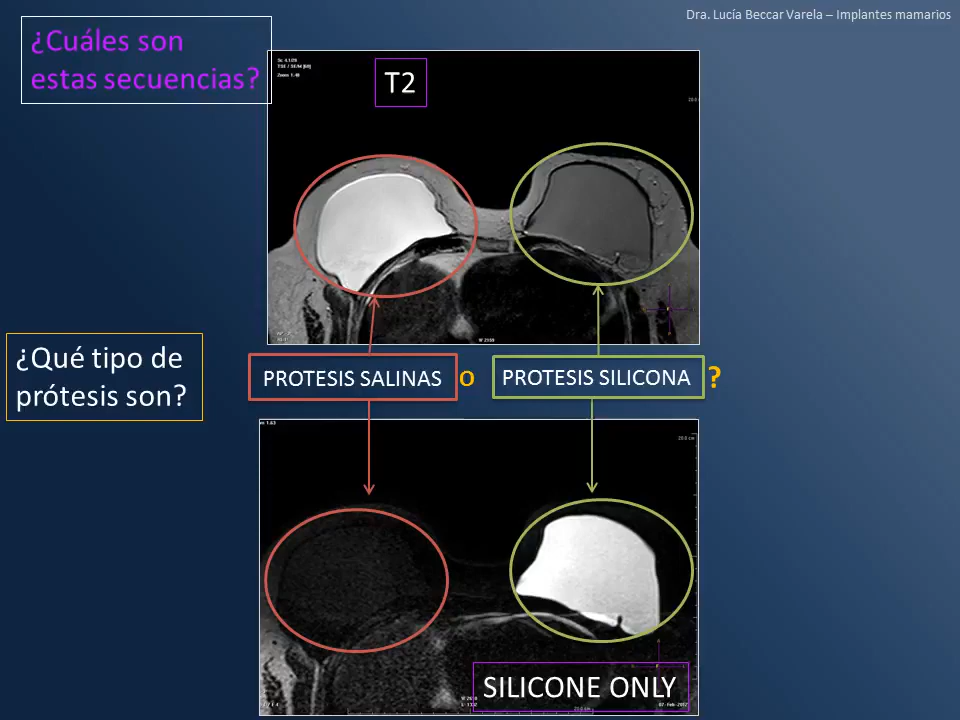 Dra. Lucía Beccar Varela – Implantes mamarios
¿Cuáles son
estas secuencias?
T2
¿Qué tipo de
prótesis son?
PROTESIS SALINAS O PROTESIS SILICONA ?
SILICONE ONLY